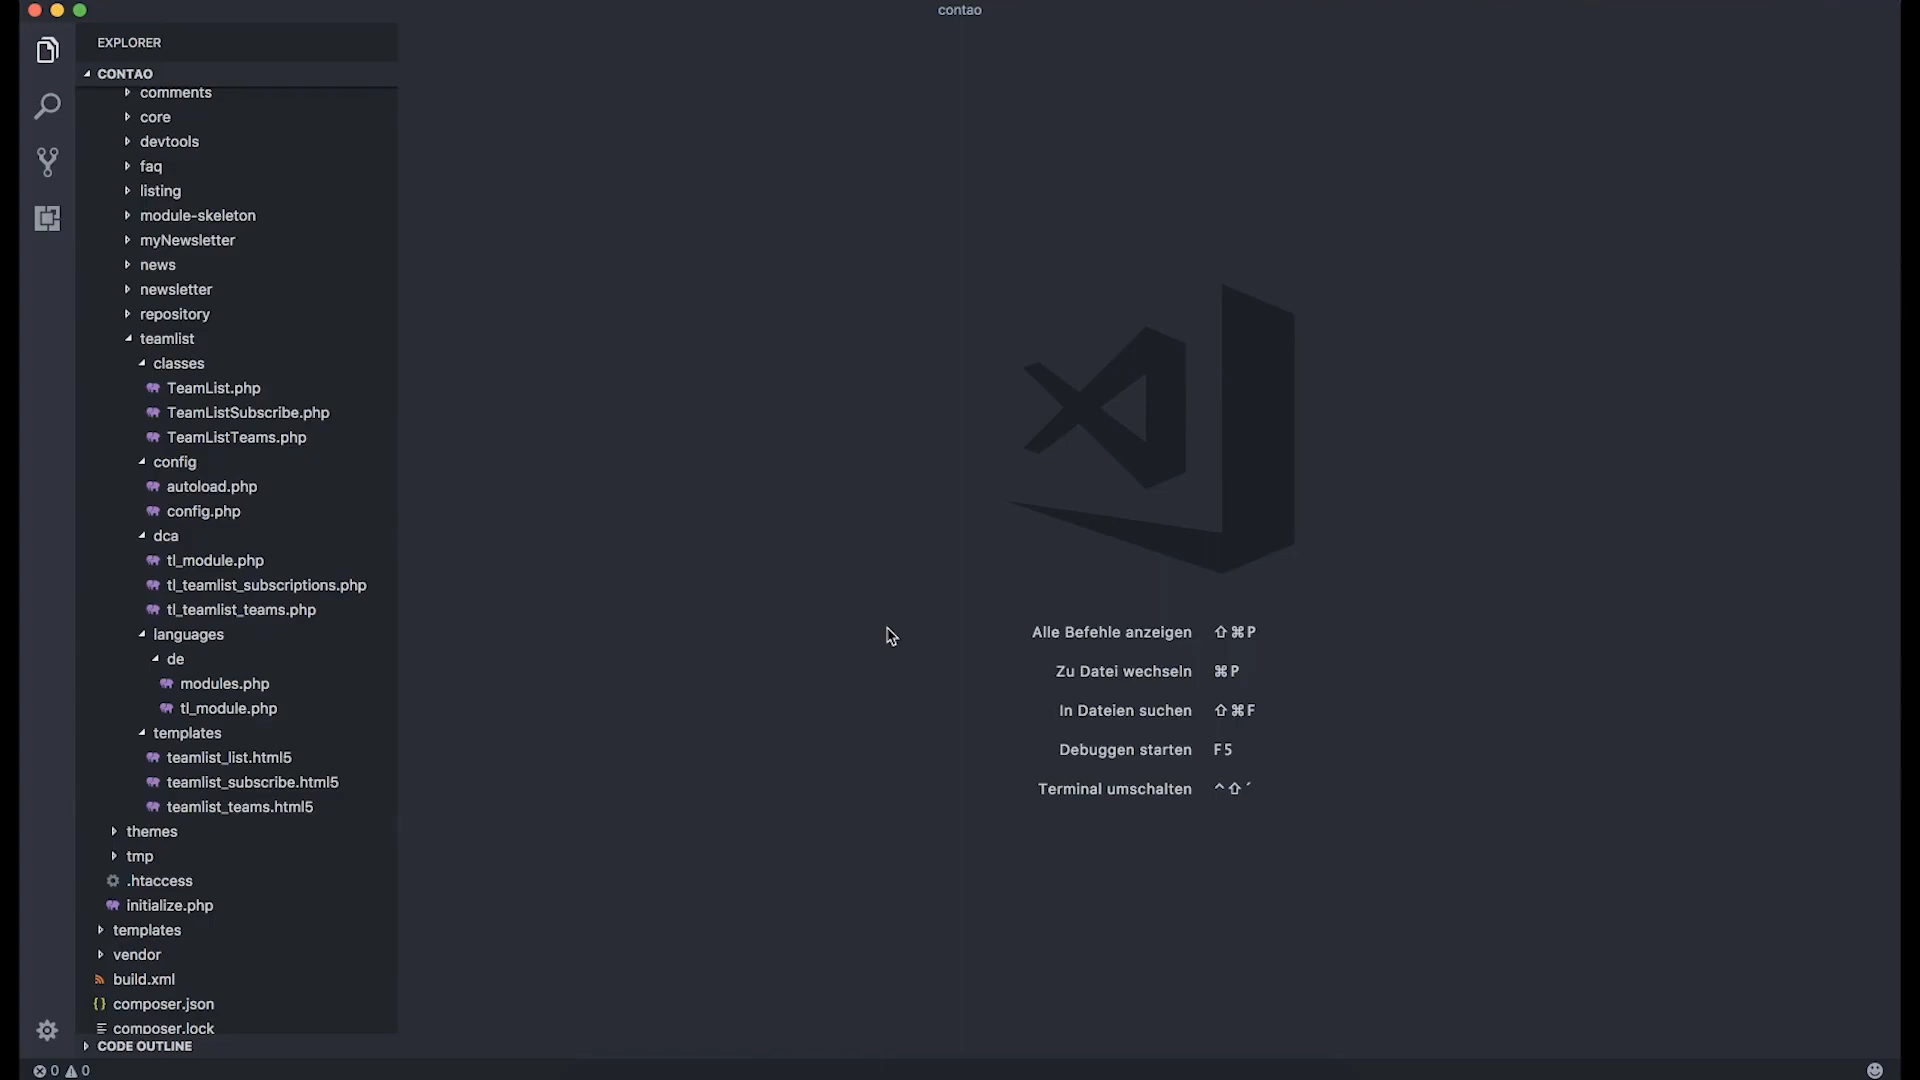 contao
EXPLORER
CONTAO
comments
core
devtools
faq
listing
module-skeleton
myNewsletter
news
newsletter
repository
teamlist
classes
TeamList.php
TeamListSubscribe.php
TeamListTeams.php
config
autoload.php
config.php
dca
tl_module.php
tl_teamlist_subscriptions.php
tl_teamlist_teams.php
languages
de
modules.php
tl_module.php
templates
teamlist_list.html5
teamlist_subscribe.html5
teamlist_teams.html5
themes
tmp
.htaccess
initialize.php
templates
vendor
build.xml
{} composer.json
composer.lock
CODE OUTLINE
Alle Befehle anzeigen ⇧⌘P
Zu Datei wechseln ⌘P
In Dateien suchen ⇧⌘F
Debuggen starten F5
Terminal umschalten ^⇧´
0 0